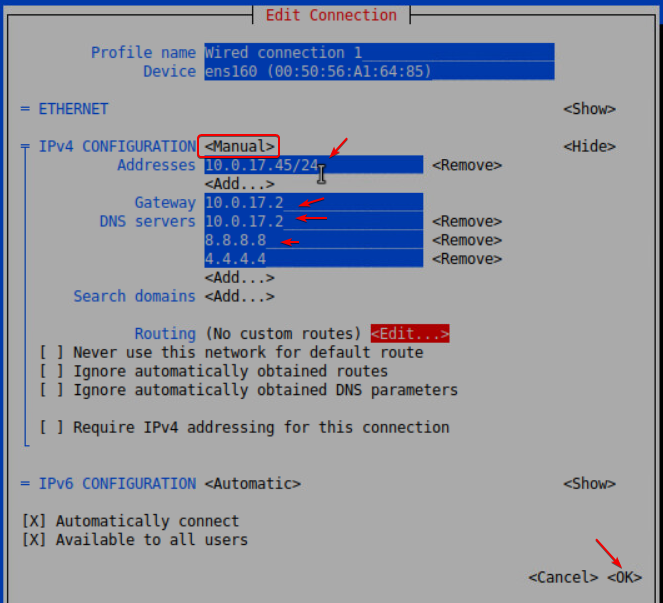 Edit Connection
Profile name Wired connection 1
Device ens160 (00:50:56:A1:64:85)
= ETHERNET <Show>
IPv4 CONFIGURATION <Manual> <Hide>
Addresses 10.0.17.45/24 <Remove>
<Add...>
Gateway 10.0.17.2
DNS servers 10.0.17.2 <Remove>
8.8.8.8 <Remove>
4.4.4.4 <Remove>
<Add...>
Search domains <Add...>
Routing (No custom routes) <Edit...>
[ ] Never use this network for default route
[ ] Ignore automatically obtained routes
[ ] Ignore automatically obtained DNS parameters
[ ] Require IPv4 addressing for this connection
= IPv6 CONFIGURATION <Automatic> <Show>
[X] Automatically connect
[X] Available to all users
<Cancel> <OK>